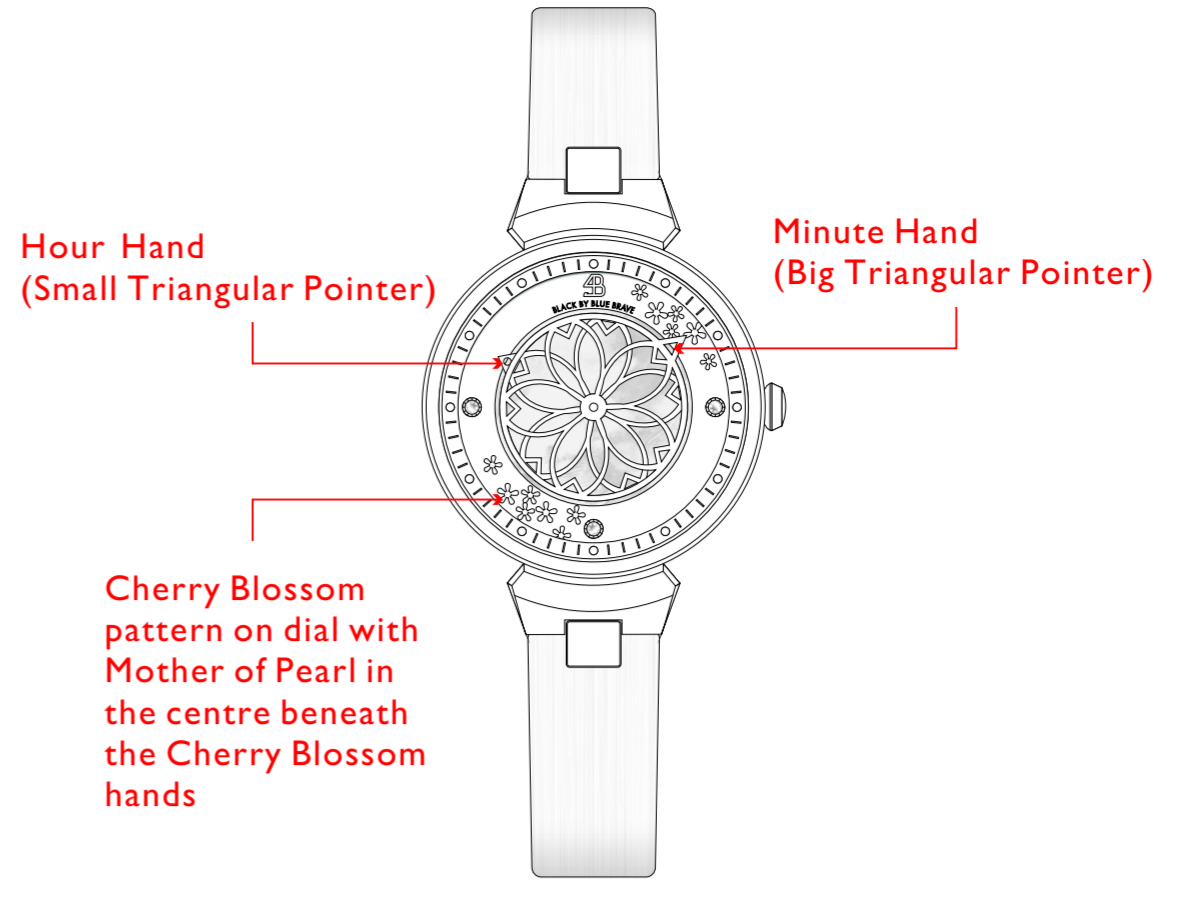 Hour Hand
(Small Triangular Pointer)
Minute Hand
(Big Triangular Pointer)
BLACK BY BLUE BRAVE
Cherry Blossom
pattern on dial with
Mother of Pearl in
the centre beneath
the Cherry Blossom
hands